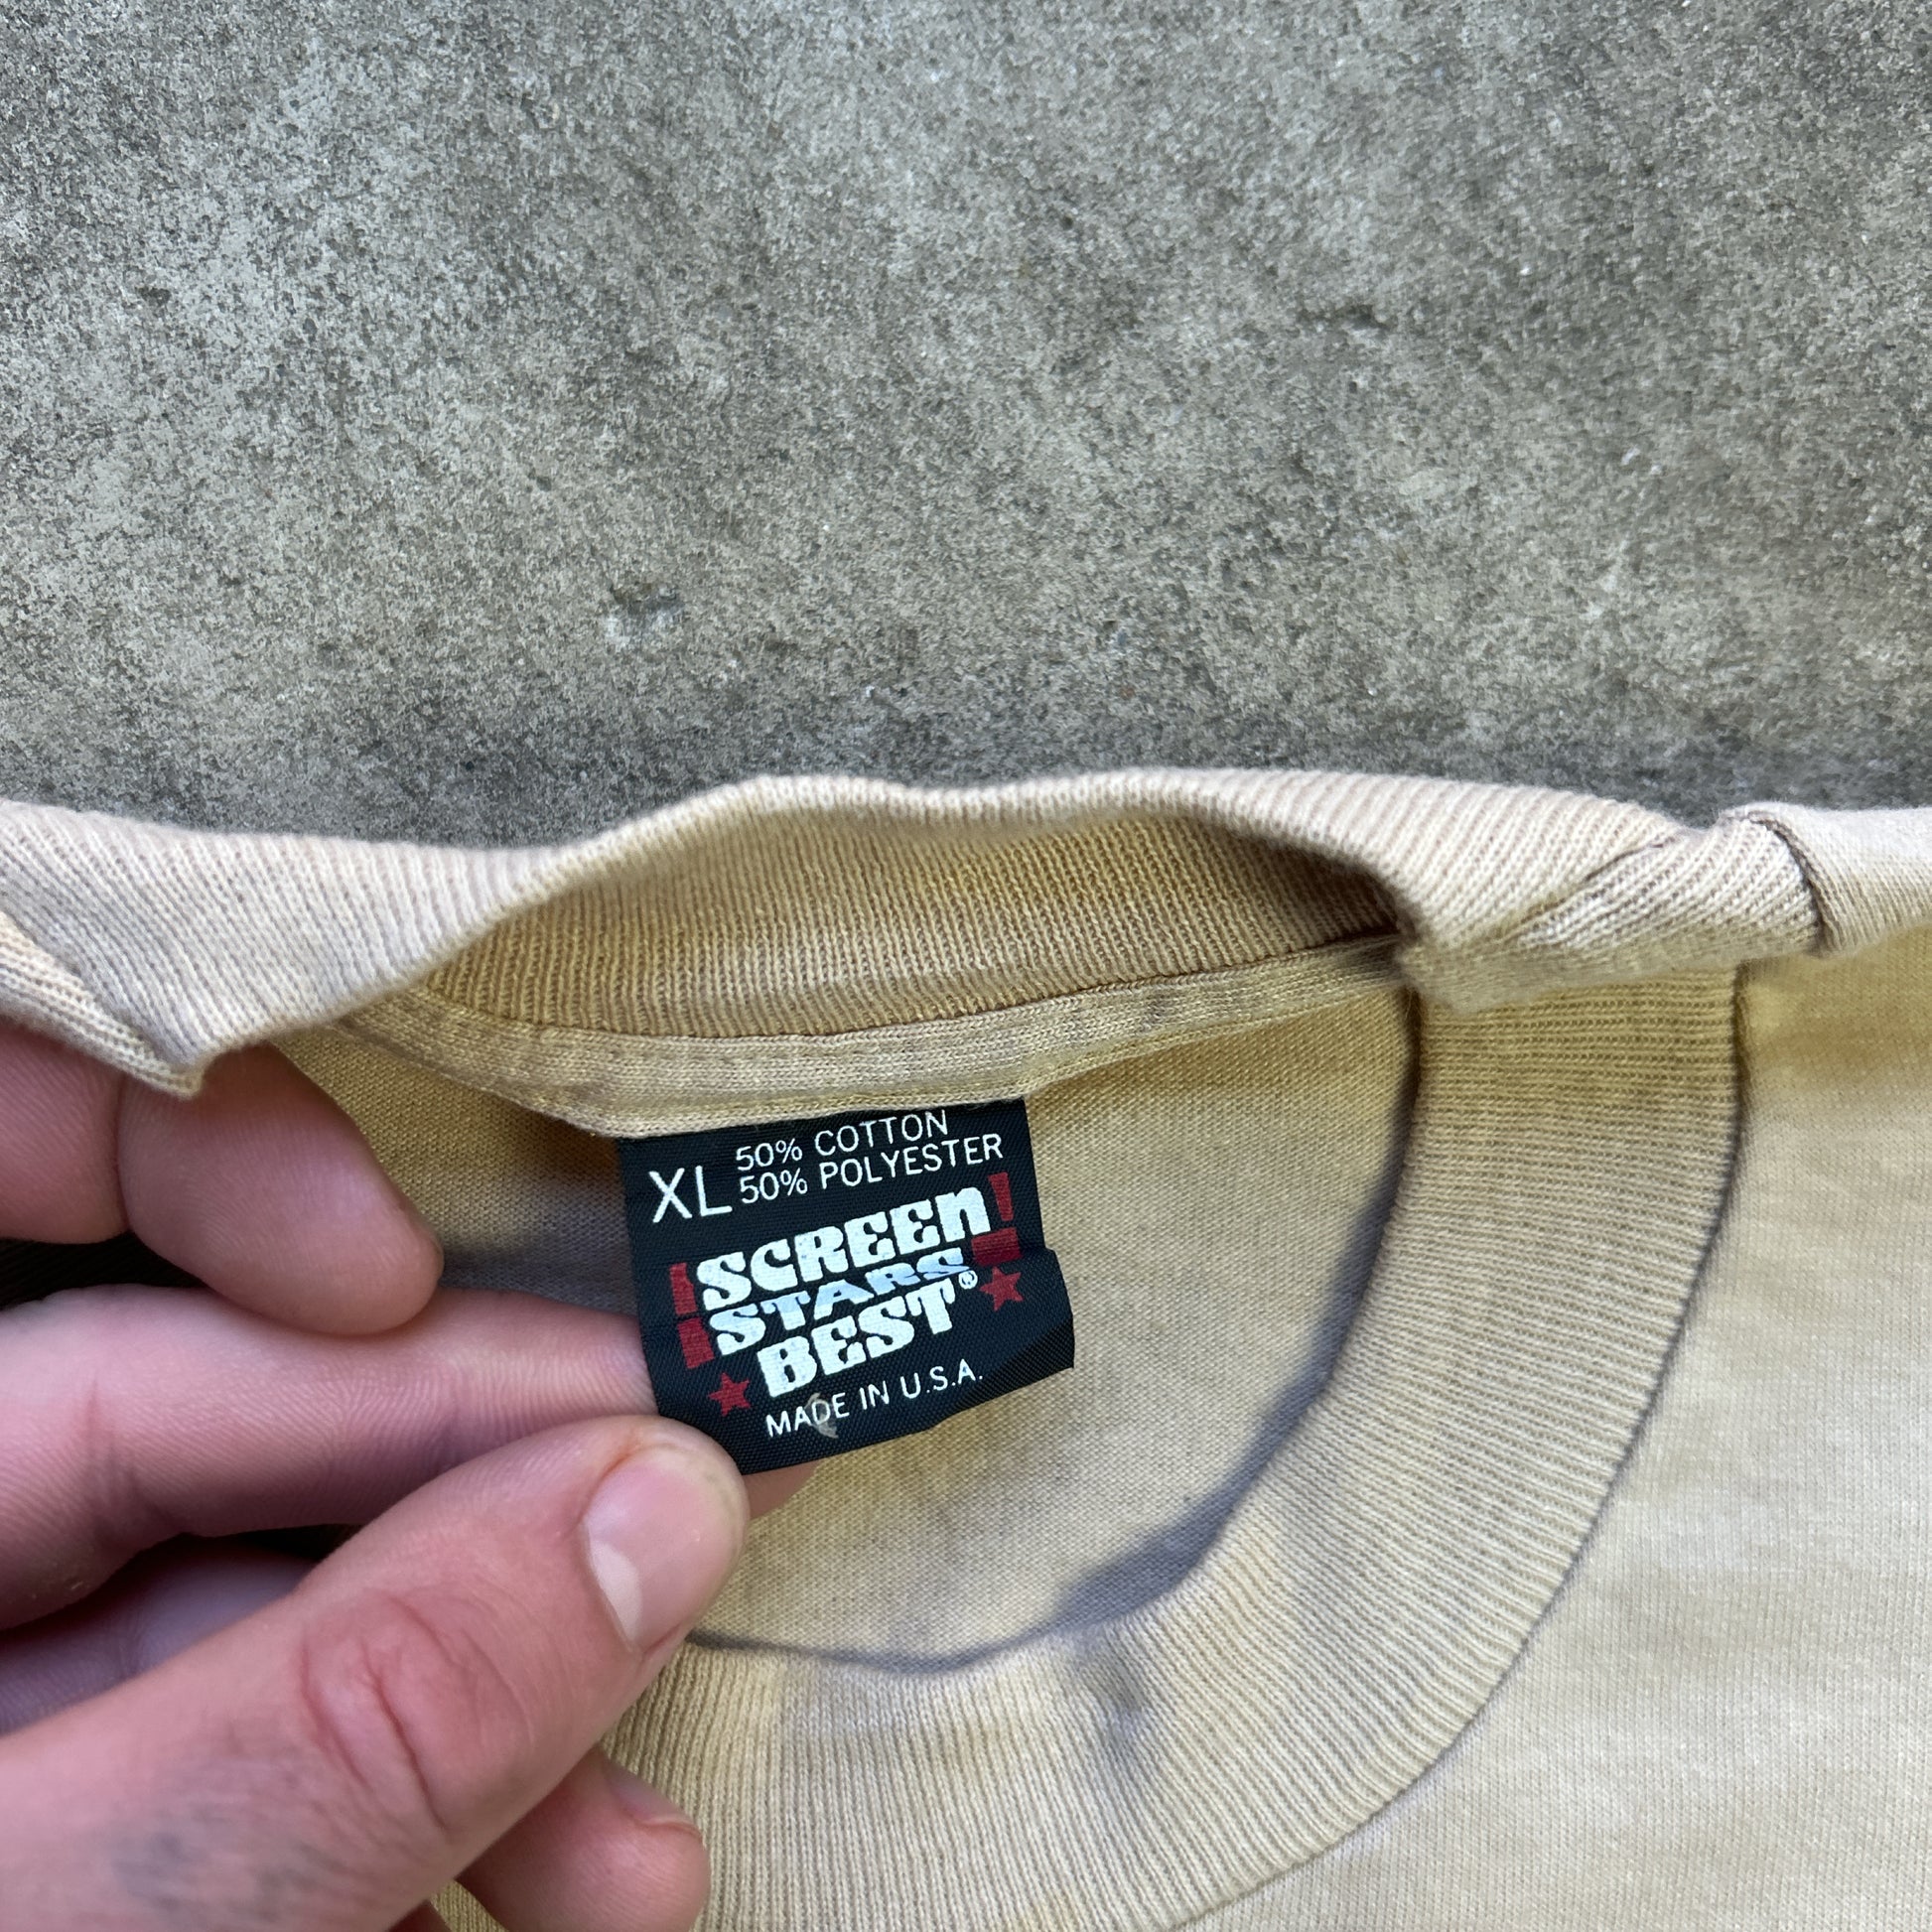 XL 50% COTTON
50% POLYESTER
SCREEN
STARS
BEST®
MADE IN U.S.A.